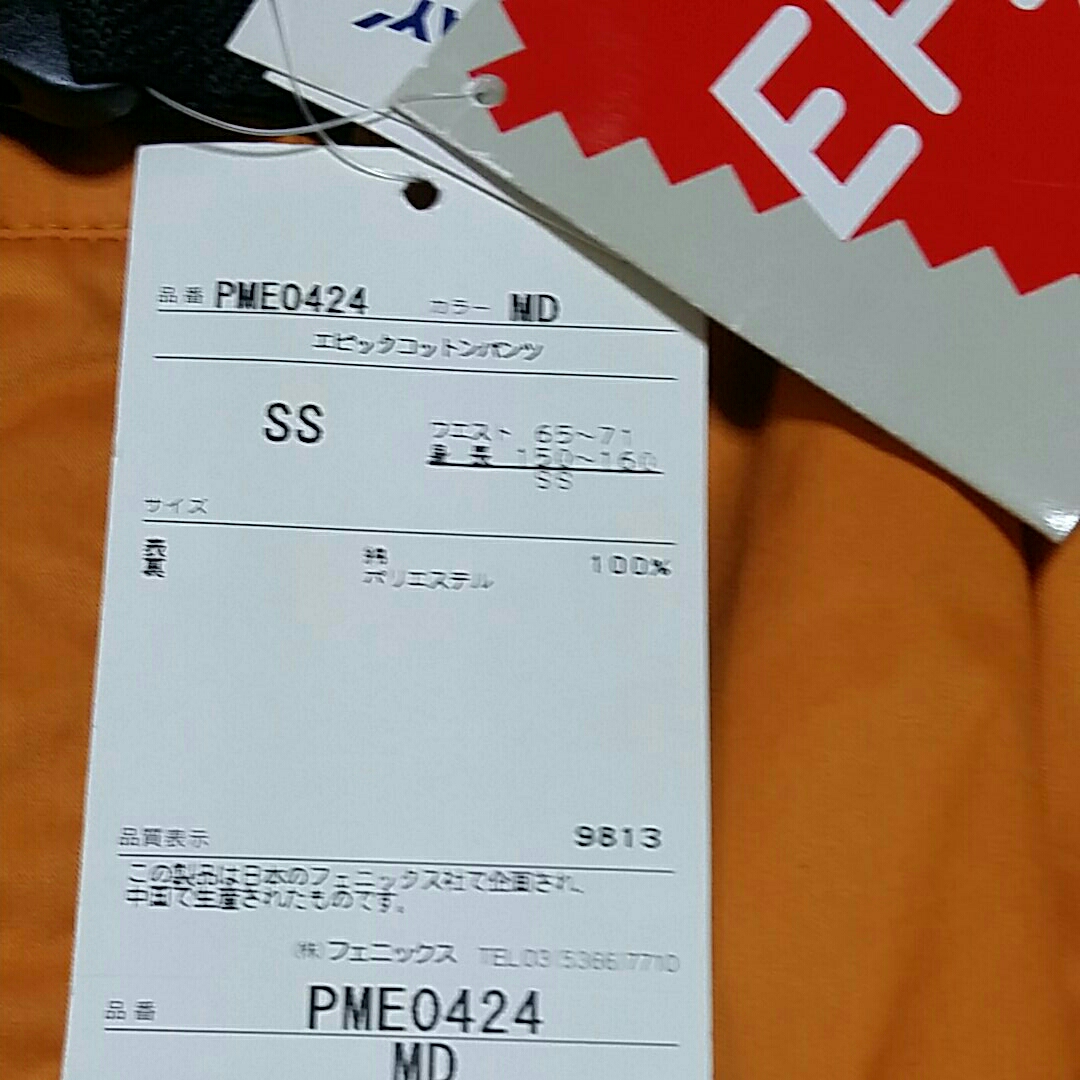 品番 PME0424 カラー MD
エピックコットンパンツ
SS
ウエスト 65~71
身長 150~160
SS
サイズ
表 綿 100%
裏 ポリエステル
品質表示 9813
この製品は日本のフェニックス社で企画され、
中国で生産されたものです。
(株)フェニックス TEL03(5366)7710
品番 PME0424
MD